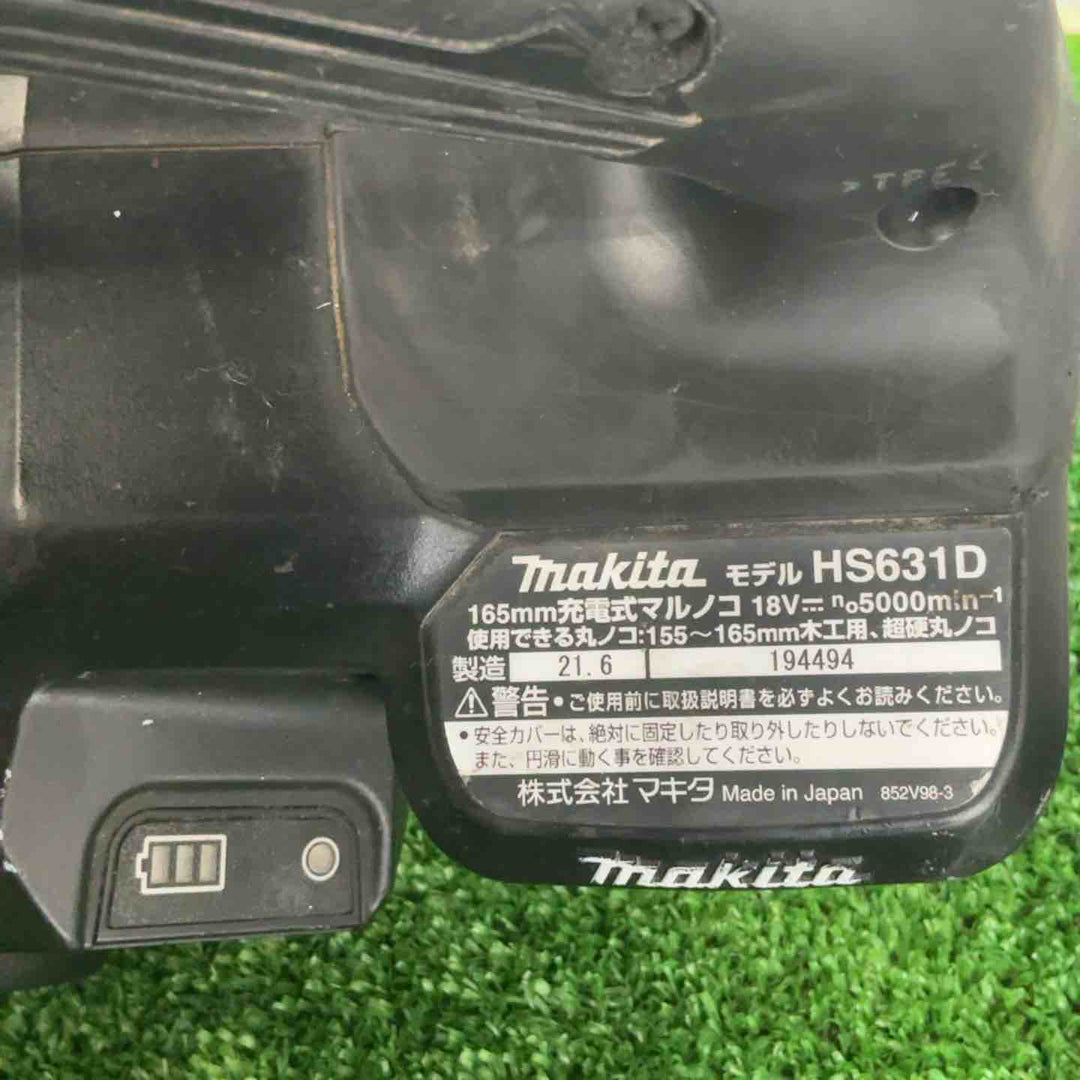 >TPE<
makita モデル HS631D
165mm充電式マルノコ 18V⎓ n₀5000min⁻¹
使用できる丸ノコ:155～165mm木工用、超硬丸ノコ
製造 21.6 194494
⚠警告・ご使用前に取扱説明書を必ずよくお読みください。
・安全カバーは、絶対に固定したり取り外したりしないでください。
また、円滑に動く事を確認してください。
株式会社 マキタ Made in Japan 852V98-3
makita